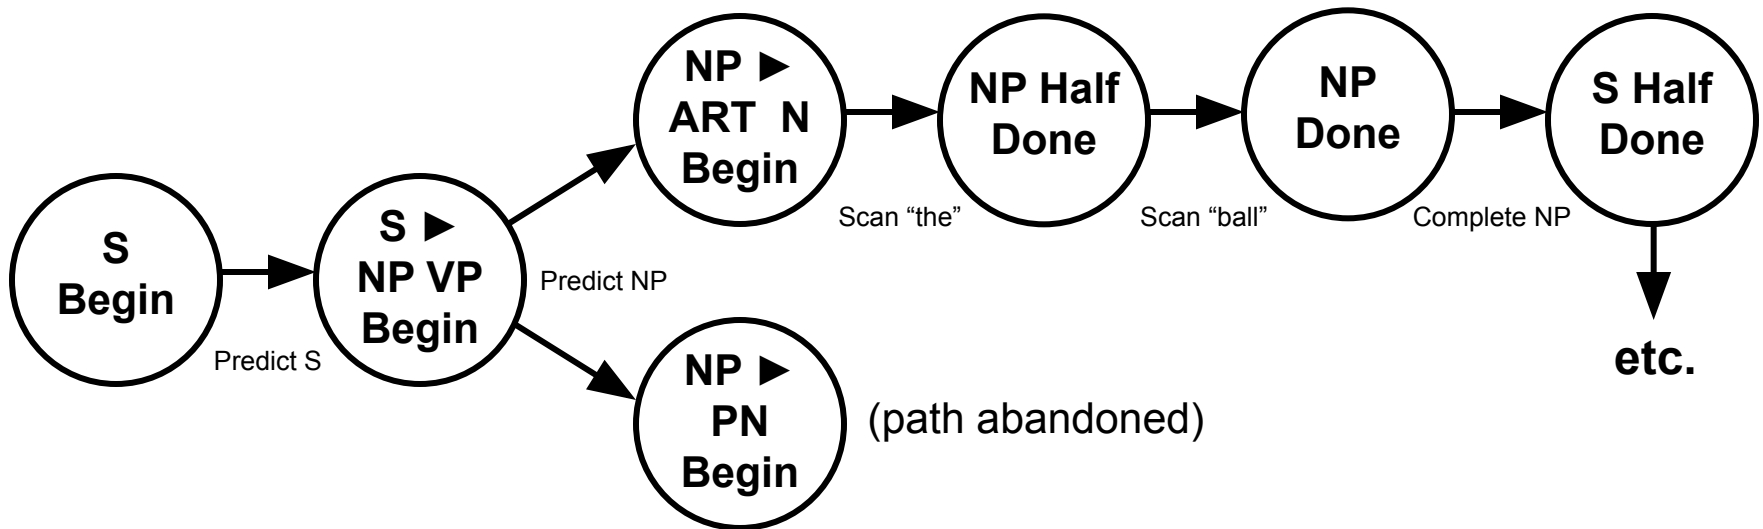 S
Begin
Predict S
S ►
NP VP
Begin
Predict NP
NP ►
ART N
Begin
Scan “the”
NP Half
Done
Scan “ball”
NP
Done
Complete NP
S Half
Done
etc.
NP ►
PN
Begin
(path abandoned)